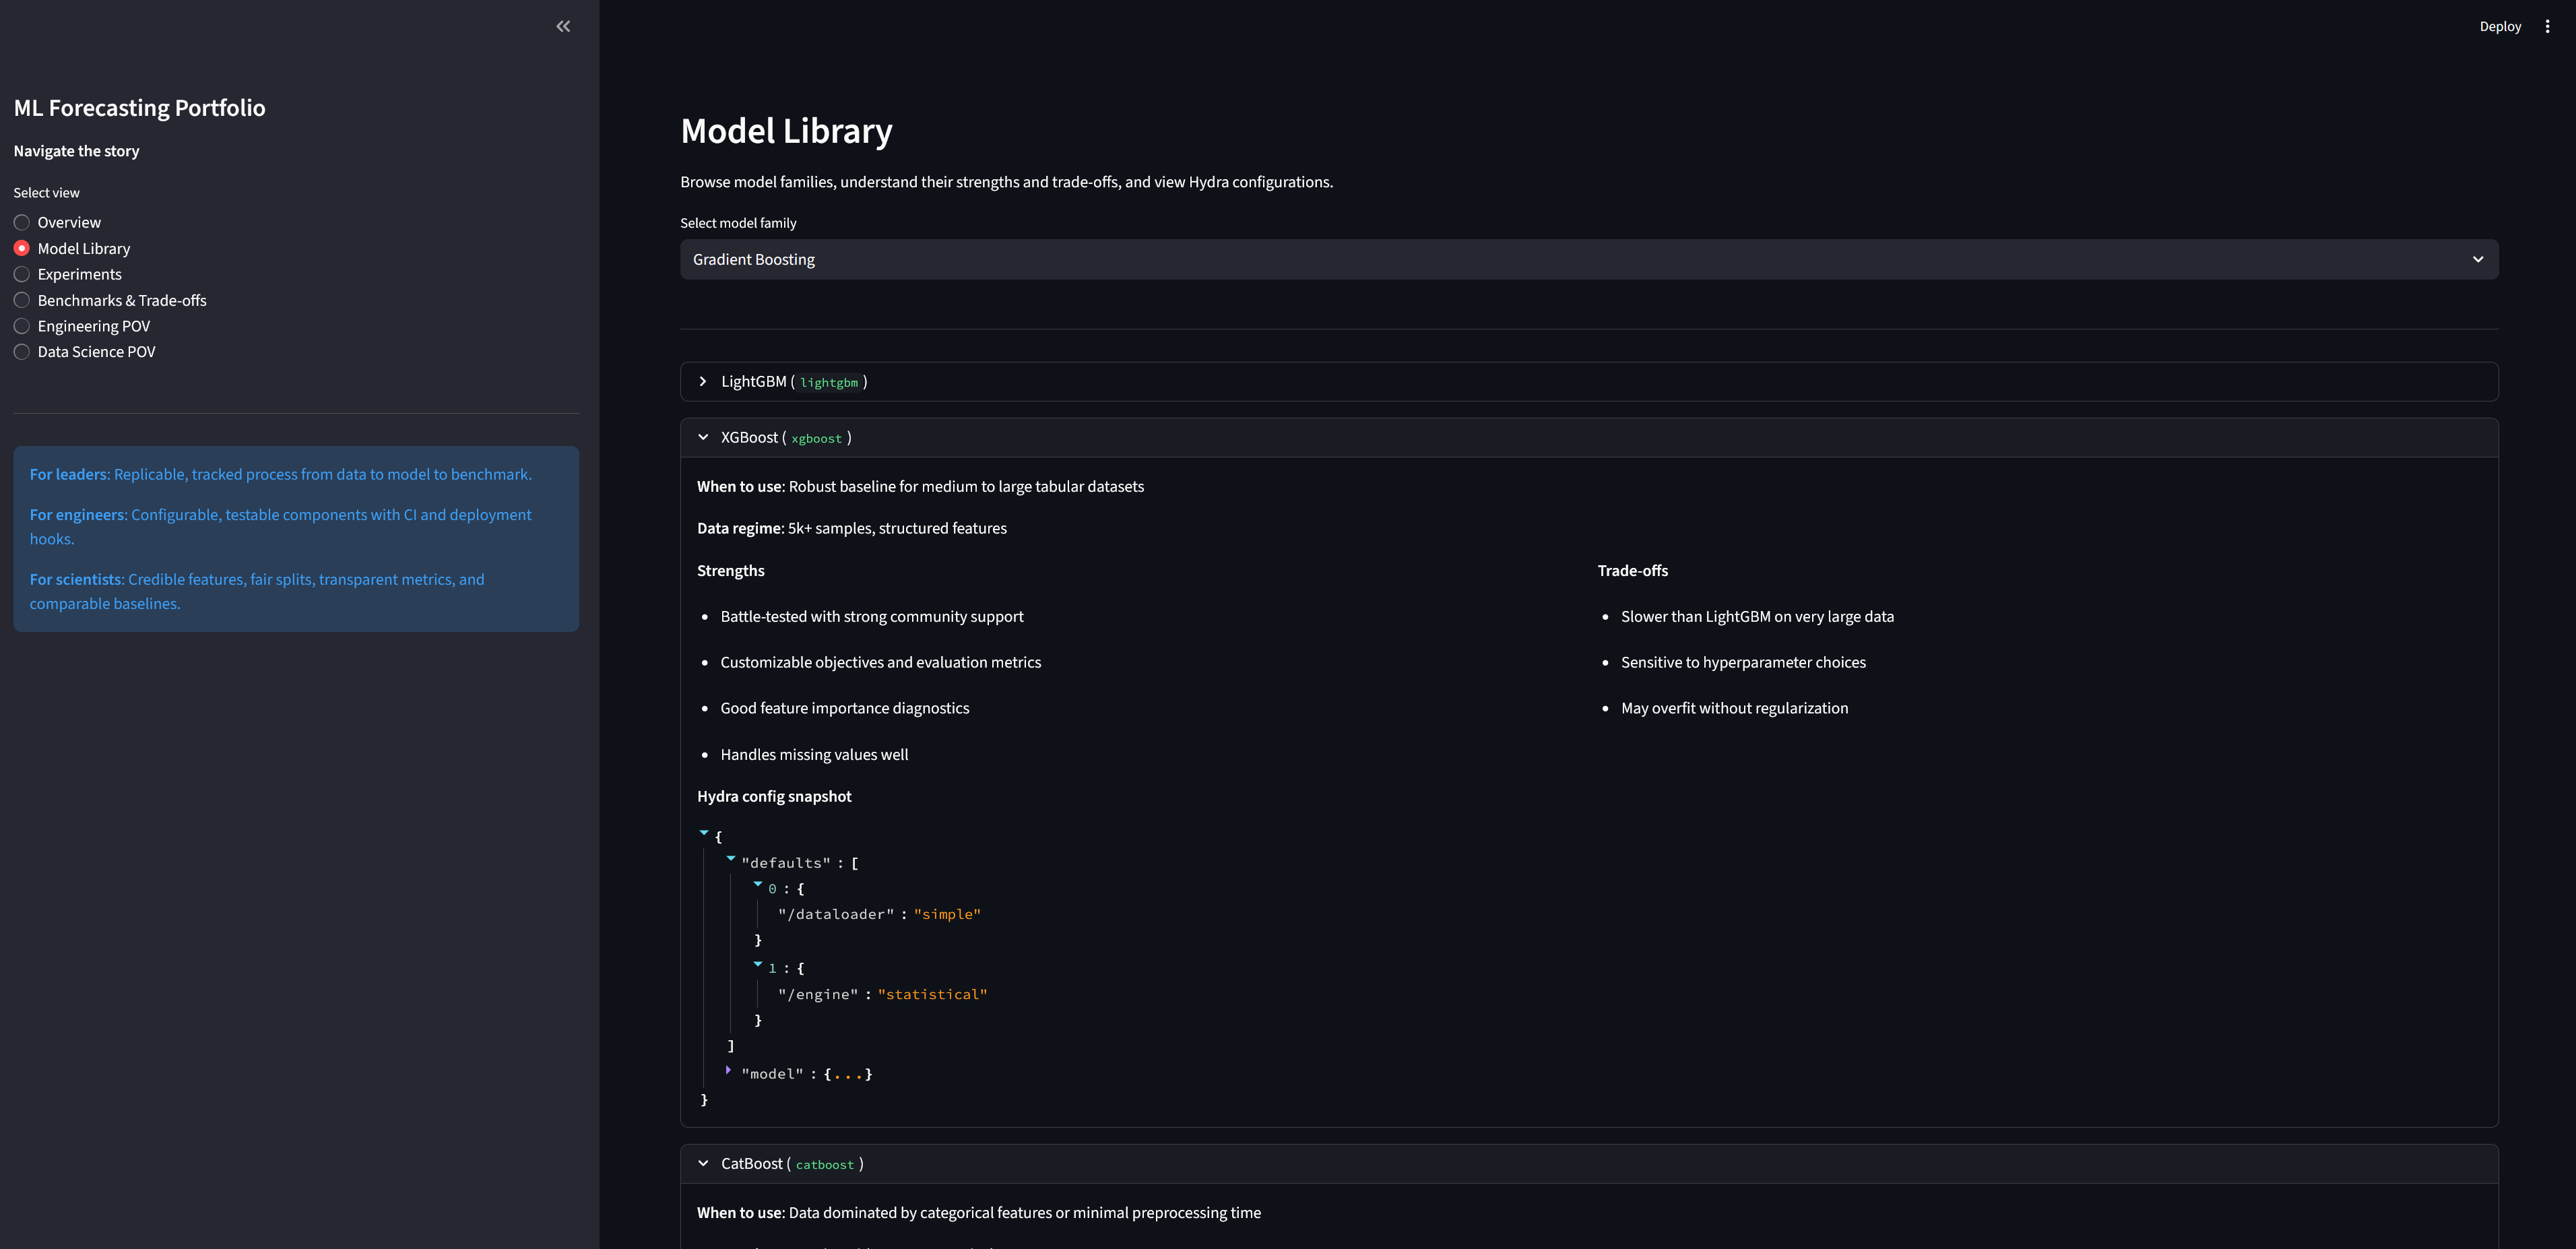 Deploy
ML Forecasting Portfolio
Navigate the story
Select view
Overview
Model Library
Experiments
Benchmarks & Trade-offs
Engineering POV
Data Science POV
For leaders: Replicable, tracked process from data to model to benchmark.
For engineers: Configurable, testable components with CI and deployment
hooks.
For scientists: Credible features, fair splits, transparent metrics, and
comparable baselines.
Model Library
Browse model families, understand their strengths and trade-offs, and view Hydra configurations.
Select model family
Gradient Boosting
LightGBM ( lightgbm )
XGBoost ( xgboost )
When to use: Robust baseline for medium to large tabular datasets
Data regime: 5k+ samples, structured features
Strengths
Battle-tested with strong community support
Customizable objectives and evaluation metrics
Good feature importance diagnostics
Handles missing values well
Trade-offs
Slower than LightGBM on very large data
Sensitive to hyperparameter choices
May overfit without regularization
Hydra config snapshot
{
"defaults" : [
0 : {
"/dataloader" : "simple"
}
1 : {
"/engine" : "statistical"
}
]
"model" : {...}
}
CatBoost ( catboost )
When to use: Data dominated by categorical features or minimal preprocessing time